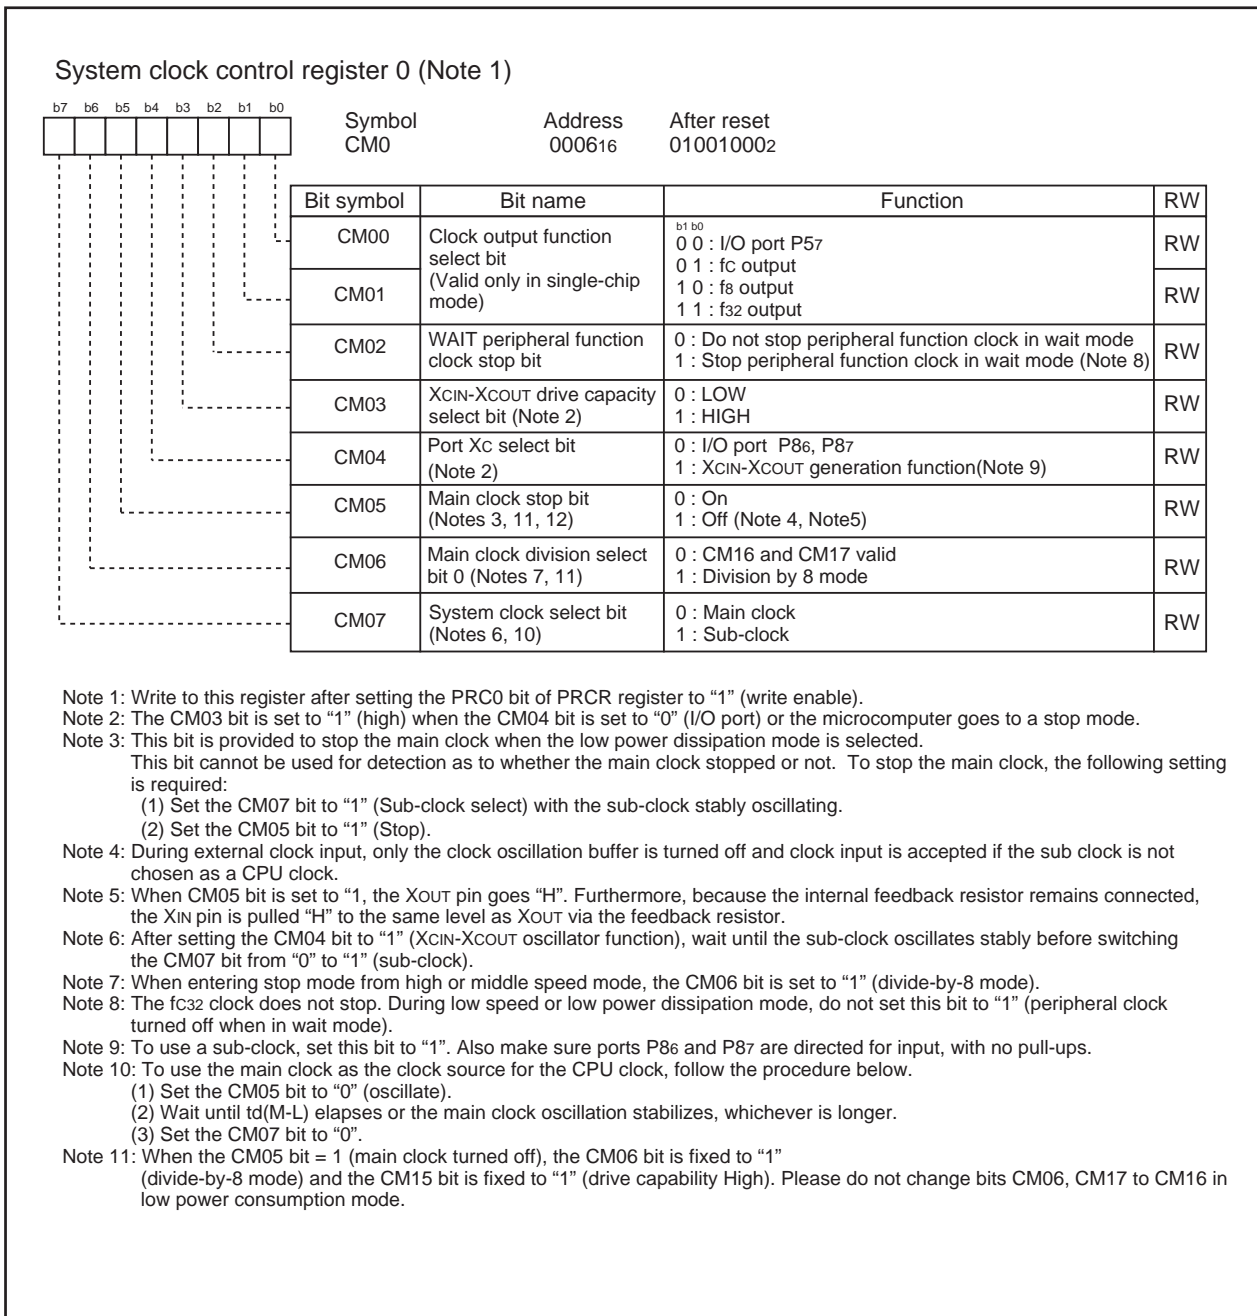 System clock control register 0 (Note 1)
b7 b6 b5 b4 b3 b2 b1 b0
Symbol Address After reset
CM0 000616 010010002
Bit symbol Bit name Function RW
CM00 Clock output function select bit (Valid only in single-chip mode) b1 b0 RW
0 0 : I/O port P57
0 1 : fC output
CM01 1 0 : f8 output RW
1 1 : f32 output
CM02 WAIT peripheral function 0 : Do not stop peripheral function clock in wait mode RW
clock stop bit 1 : Stop peripheral function clock in wait mode (Note 8)
CM03 XCIN-XCOUT drive capacity 0 : LOW RW
select bit (Note 2) 1 : HIGH
CM04 Port XC select bit 0 : I/O port P86, P87 RW
(Note 2) 1 : XCIN-XCOUT generation function(Note 9)
CM05 Main clock stop bit 0 : On RW
(Notes 3, 11, 12) 1 : Off (Note 4, Note5)
CM06 Main clock division select 0 : CM16 and CM17 valid RW
bit 0 (Notes 7, 11) 1 : Division by 8 mode
CM07 System clock select bit 0 : Main clock RW
(Notes 6, 10) 1 : Sub-clock
Note 1: Write to this register after setting the PRC0 bit of PRCR register to “1” (write enable).
Note 2: The CM03 bit is set to “1” (high) when the CM04 bit is set to “0” (I/O port) or the microcomputer goes to a stop mode.
Note 3: This bit is provided to stop the main clock when the low power dissipation mode is selected.
This bit cannot be used for detection as to whether the main clock stopped or not. To stop the main clock, the following setting
is required:
(1) Set the CM07 bit to “1” (Sub-clock select) with the sub-clock stably oscillating.
(2) Set the CM05 bit to “1” (Stop).
Note 4: During external clock input, only the clock oscillation buffer is turned off and clock input is accepted if the sub clock is not
chosen as a CPU clock.
Note 5: When CM05 bit is set to “1, the XOUT pin goes “H”. Furthermore, because the internal feedback resistor remains connected,
the XIN pin is pulled “H” to the same level as XOUT via the feedback resistor.
Note 6: After setting the CM04 bit to “1” (XCIN-XCOUT oscillator function), wait until the sub-clock oscillates stably before switching
the CM07 bit from “0” to “1” (sub-clock).
Note 7: When entering stop mode from high or middle speed mode, the CM06 bit is set to “1” (divide-by-8 mode).
Note 8: The fC32 clock does not stop. During low speed or low power dissipation mode, do not set this bit to “1” (peripheral clock
turned off when in wait mode).
Note 9: To use a sub-clock, set this bit to “1”. Also make sure ports P86 and P87 are directed for input, with no pull-ups.
Note 10: To use the main clock as the clock source for the CPU clock, follow the procedure below.
(1) Set the CM05 bit to “0” (oscillate).
(2) Wait until td(M-L) elapses or the main clock oscillation stabilizes, whichever is longer.
(3) Set the CM07 bit to “0”.
Note 11: When the CM05 bit = 1 (main clock turned off), the CM06 bit is fixed to “1”
(divide-by-8 mode) and the CM15 bit is fixed to “1” (drive capability High). Please do not change bits CM06, CM17 to CM16 in
low power consumption mode.